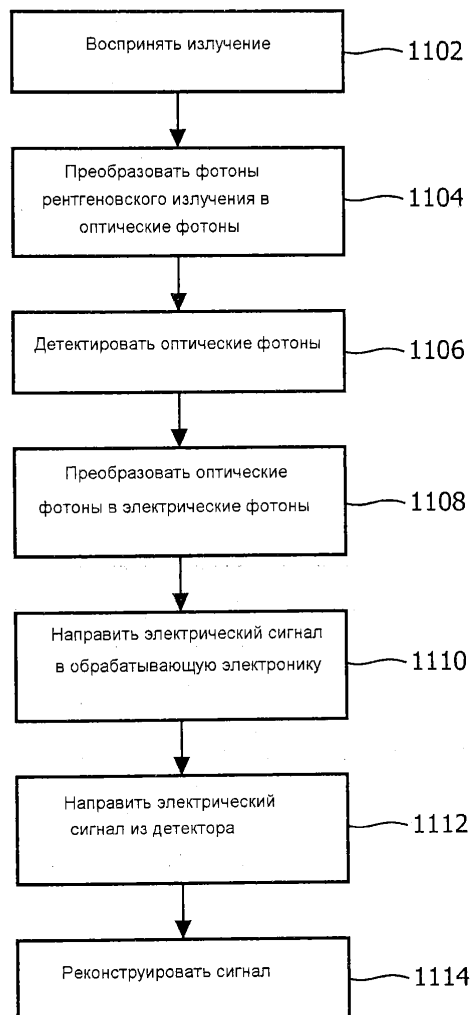 Воспринять излучение
1102
Преобразовать фотоны
рентгеновского излучения в
оптические фотоны
1104
Детектировать оптические фотоны
1106
Преобразовать оптические
фотоны в электрические фотоны
1108
Направить электрический сигнал
в обрабатывающую электронику
1110
Направить электрический
сигнал из детектора
1112
Реконструировать сигнал
1114